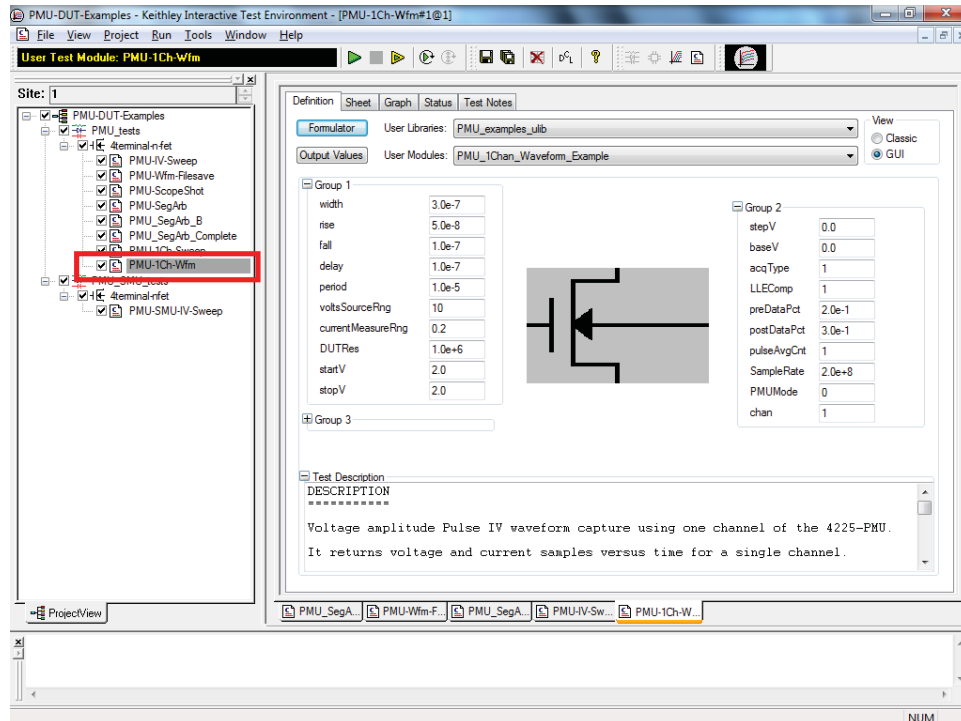 PMU-DUT-Examples - Keithley Interactive Test Environment - [PMU-1Ch-Wfm#1@1]
File View Project Run Tools Window Help
User Test Module: PMU-1Ch-Wfm
Site: 1
PMU-DUT-Examples
PMU_tests
4terminal-n-fet
PMU-IV-Sweep
PMU-Wfm-Filesave
PMU-ScopeShot
PMU-SegArb
PMU_SegArb_B
PMU_SegArb_Complete
PMU-1Ch-Sweep
PMU-1Ch-Wfm
PMU_SMU_tests
4terminal-nfet
PMU-SMU-IV-Sweep
ProjectView
Definition Sheet Graph Status Test Notes
Formulator User Libraries: PMU_examples_ulib
Output Values User Modules: PMU_1Chan_Waveform_Example
View
Classic
GUI
Group 1
width 3.0e-7
rise 5.0e-8
fall 1.0e-7
delay 1.0e-7
period 1.0e-5
voltsSourceRng 10
currentMeasureRng 0.2
DUTRes 1.0e+6
startV 2.0
stopV 2.0
Group 3
Group 2
stepV 0.0
baseV 0.0
acqType 1
LLEComp 1
preDataPct 2.0e-1
postDataPct 3.0e-1
pulseAvgCnt 1
SampleRate 2.0e+8
PMUMode 0
chan 1
Test Description
DESCRIPTION
===========
Voltage amplitude Pulse IV waveform capture using one channel of the 4225-PMU.
It returns voltage and current samples versus time for a single channel.
PMU_SegA... PMU-Wfm-F... PMU_SegA... PMU-IV-Sw... PMU-1Ch-W...
NUM